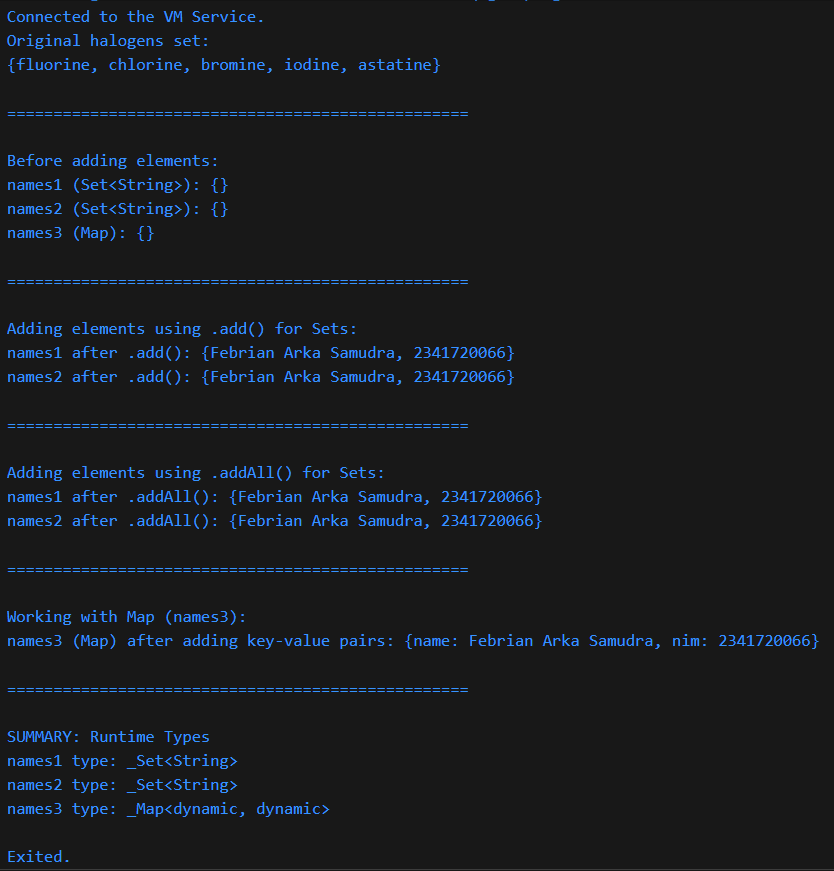 Connected to the VM Service.
Original halogens set:
{fluorine, chlorine, bromine, iodine, astatine}
==================================================
Before adding elements:
names1 (Set<String>): {}
names2 (Set<String>): {}
names3 (Map): {}
==================================================
Adding elements using .add() for Sets:
names1 after .add(): {Febrian Arka Samudra, 2341720066}
names2 after .add(): {Febrian Arka Samudra, 2341720066}
==================================================
Adding elements using .addAll() for Sets:
names1 after .addAll(): {Febrian Arka Samudra, 2341720066}
names2 after .addAll(): {Febrian Arka Samudra, 2341720066}
==================================================
Working with Map (names3):
names3 (Map) after adding key-value pairs: {name: Febrian Arka Samudra, nim: 2341720066}
==================================================
SUMMARY: Runtime Types
names1 type: _Set<String>
names2 type: _Set<String>
names3 type: _Map<dynamic, dynamic>
Exited.